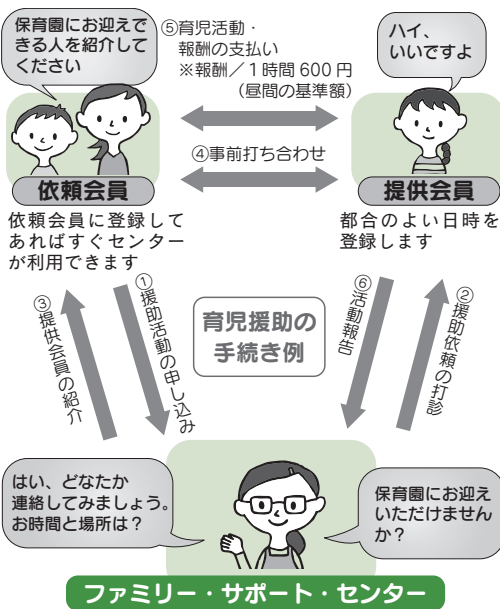 保育園にお迎えで
きる人を紹介して
ください
⑤育児活動・
報酬の支払い
※報酬／1時間 600 円
（昼間の基準額）
ハイ、
いいですよ
④事前打ち合わせ
依頼会員
提供会員
依頼会員に登録して
あればすぐセンター
が利用できます
都合のよい日時を
登録します
③提供会員の紹介
①援助活動の申し込み
育児援助の
手続き例
⑥活動報告
②援助依頼の打診
はい、どなたか
連絡してみましょう。
お時間と場所は？
保育園にお迎え
いただけません
か？
ファミリー・サポート・センター